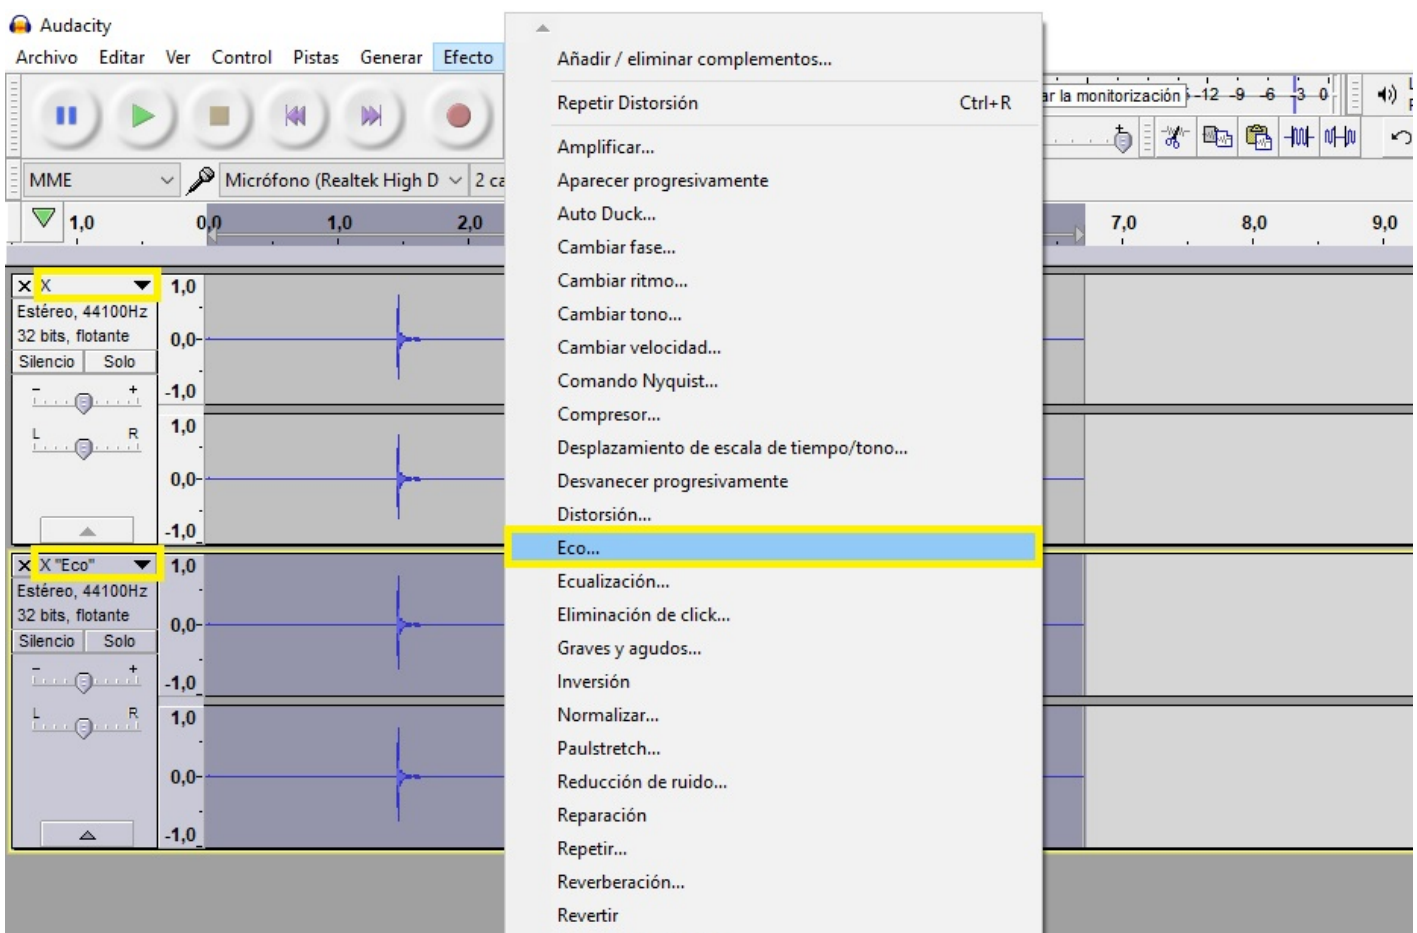 Audacity
Archivo Editar Ver Control Pistas Generar Efecto
ar la monitorización -12 -9 -6 -3 0
MME Micrófono (Realtek High D 2 ca
1,0 0,0 1,0 2,0 7,0 8,0 9,0
X
Estéreo, 44100Hz
32 bits, flotante
Silencio Solo
- +
L R
1,0
0,0
-1,0
1,0
0,0
-1,0
X "Eco"
Estéreo, 44100Hz
32 bits, flotante
Silencio Solo
- +
L R
1,0
0,0
-1,0
1,0
0,0
-1,0
Añadir / eliminar complementos...
Repetir Distorsión Ctrl+R
Amplificar...
Aparecer progresivamente
Auto Duck...
Cambiar fase...
Cambiar ritmo...
Cambiar tono...
Cambiar velocidad...
Comando Nyquist...
Compresor...
Desplazamiento de escala de tiempo/tono...
Desvanecer progresivamente
Distorsión...
Eco...
Ecualización...
Eliminación de click...
Graves y agudos...
Inversión
Normalizar...
Paulstretch...
Reducción de ruido...
Reparación
Repetir...
Reverberación...
Revertir